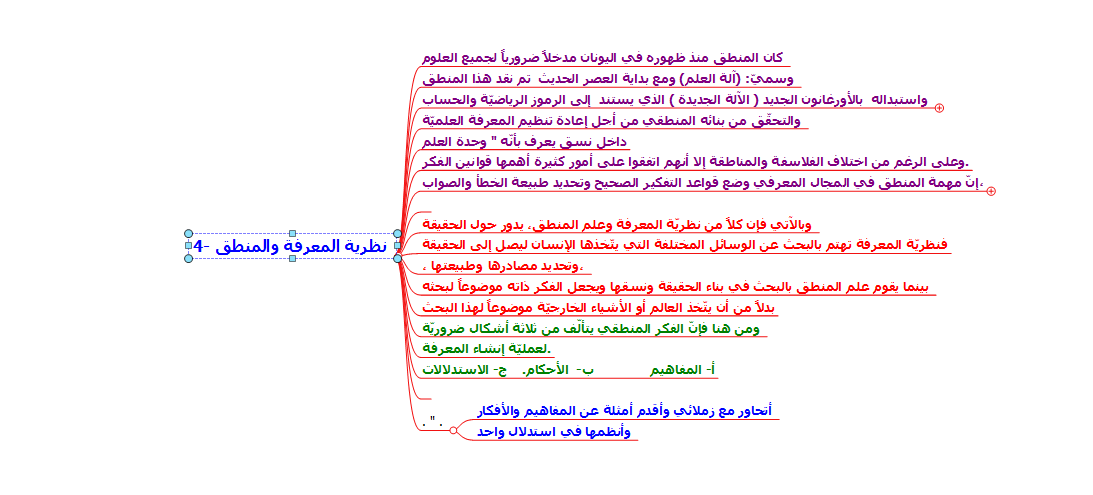 4- نظرية المعرفة والمنطق
كان المنطق منذ ظهوره في اليونان مدخلاً ضرورياً لجميع العلوم
وسميّ: (آلة العلم) ومع بداية العصر الحديث تم نقد هذا المنطق
واستبداله بالأورغانون الجديد ( الآلة الجديدة ) الذي يستند إلى الرموز الرياضيّة والحساب
والتحقّق من بنائه المنطقي من أجل إعادة تنظيم المعرفة العلميّة
داخل نسق يعرف بأنّه " وحدة العلم
وعلى الرغم من اختلاف الفلاسفة والمناطقة إلا أنهم اتفقوا على أمور كثيرة أهمها قوانين الفكر.
إنّ مهمة المنطق في المجال المعرفي وضع قواعد التفكير الصحيح وتحديد طبيعة الخطأ والصواب،
وبالآتي فإن كلاً من نظريّة المعرفة وعلم المنطق، يدور حول الحقيقة
فنظريّة المعرفة تهتم بالبحث عن الوسائل المختلفة التي يتّخذها الإنسان ليصل إلى الحقيقة
،وتحديد مصادرها وطبيعتها ،
بينما يقوم علم المنطق بالبحث في بناء الحقيقة ونسقها ويجعل الفكر ذاته موضوعاً لبحثه
بدلاً من أن يتّخذ العالم أو الأشياء الخارجيّة موضوعاً لهذا البحث
ومن هنا فإنّ الفكر المنطقي يتألّف من ثلاثة أشكال ضروريّة
لعمليّة إنشاء المعرفة.
أ- المفاهيم ب- الأحكام. ج- الاستدلالات
. " .
أتحاور مع زملائي وأقدم أمثلة عن المفاهيم والأفكار
وأنظمها في استدلال واحد